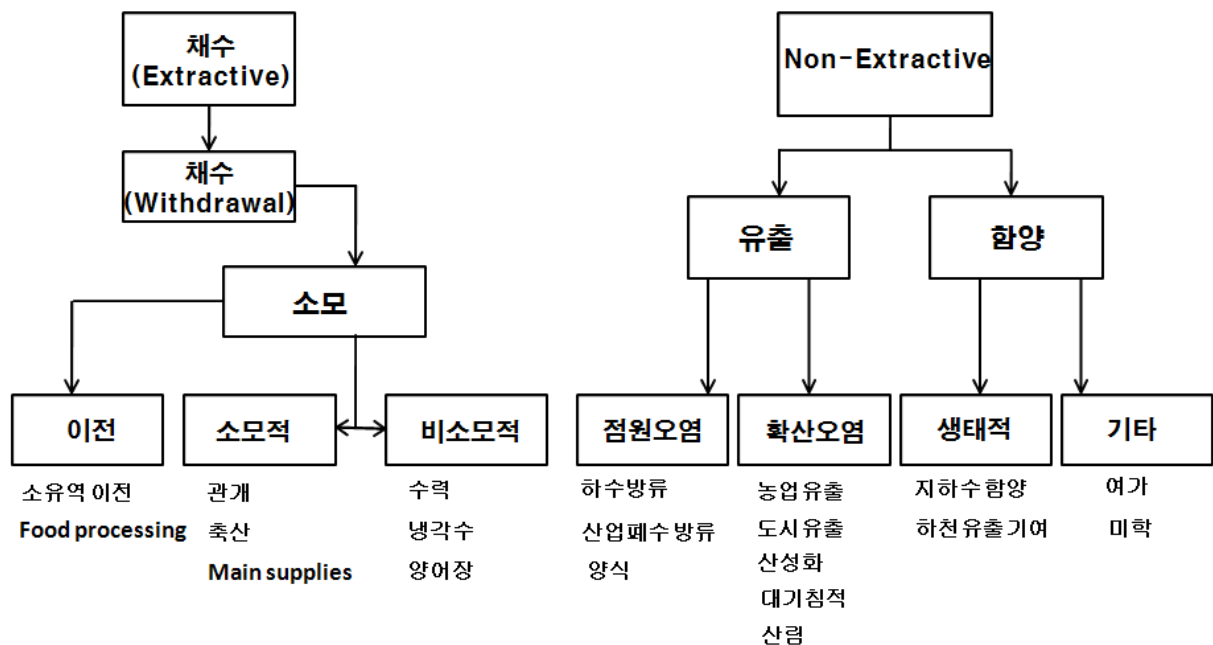 채수
(Extractive)
Non-Extractive
채수
(Withdrawal)
유출
함양
소모
이전
소모적
비소모적
점원오염
확산오염
생태적
기타
소유역 이전
Food processing
관개
축산
Main supplies
수력
냉각수
양어장
하수방류
산업폐수 방류
양식
농업유출
도시유출
산성화
대기침적
산림
지하수 함양
하천유출기여
여가
미학